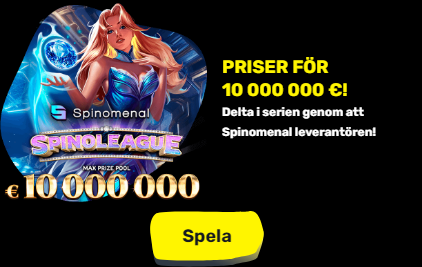 Spinomenal
SPINOLEAGUE
MAX PRIZE POOL
€ 10 000 000
PRISER FÖR
10 000 000 €!
Delta i serien genom att
Spinomenal leverantören!
Spela